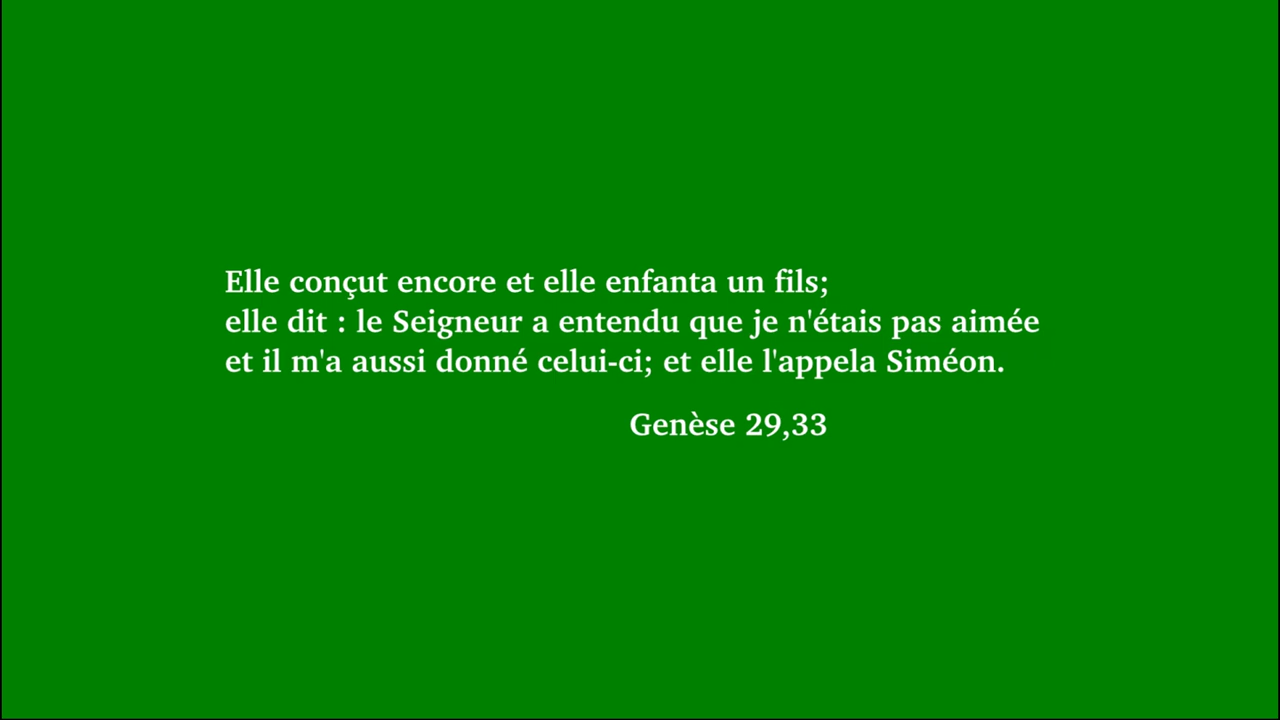 Elle conçut encore et elle enfanta un fils;
elle dit : le Seigneur a entendu que je n'étais pas aimée
et il m'a aussi donné celui-ci; et elle l'appela Siméon.
Genèse 29,33